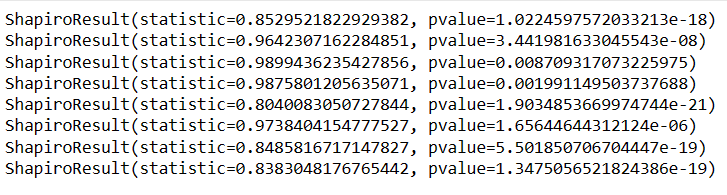 ShapiroResult(statistic=0.8529521822929382, pvalue=1.0224597572033213e-18)
ShapiroResult(statistic=0.9642307162284851, pvalue=3.441981633045543e-08)
ShapiroResult(statistic=0.9899436235427856, pvalue=0.008709317073225975)
ShapiroResult(statistic=0.9875801205635071, pvalue=0.001991149503737688)
ShapiroResult(statistic=0.8040083050727844, pvalue=1.9034853669974744e-21)
ShapiroResult(statistic=0.9738404154777527, pvalue=1.65644644312124e-06)
ShapiroResult(statistic=0.8485816717147827, pvalue=5.501850706704447e-19)
ShapiroResult(statistic=0.8383048176765442, pvalue=1.3475056521824386e-19)